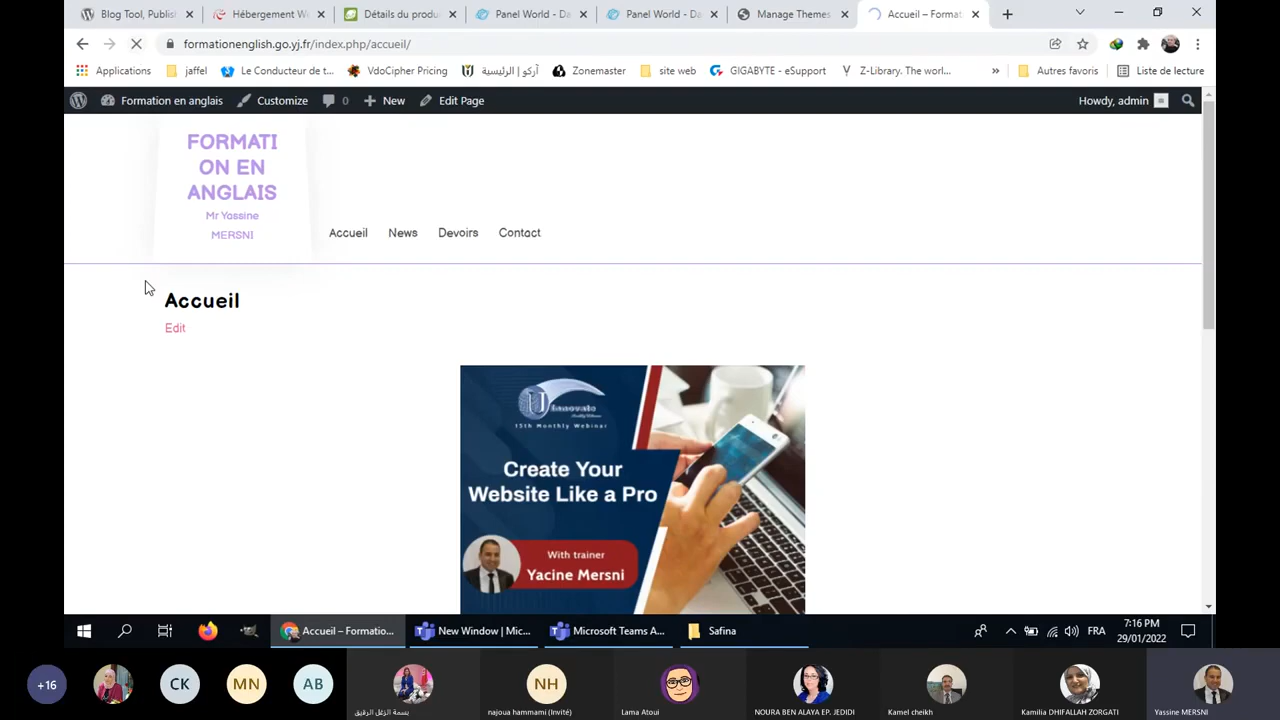 Blog Tool, Publis
Hébergement W
Détails du produ
Panel World - Da
Panel World - Da
Manage Themes
Accueil – Format
formationenglish.go.yj.fr/index.php/accueil/
Applications
jaffel
Le Conducteur de t...
VdoCipher Pricing
آركو | الرئيسية
Zonemaster
site web
GIGABYTE - eSupport
Z-Library. The worl...
»
Autres favoris
Liste de lecture
Formation en anglais
Customize
0
New
Edit Page
Howdy, admin
FORMATI
ON EN
ANGLAIS
Mr Yassine
MERSNI
Accueil
News
Devoirs
Contact
Accueil
Edit
U Innovate
15th Monthly Webinar
Create Your
Website Like a Pro
With trainer
Yacine Mersni
Accueil – Formatio...
New Window | Mic...
Microsoft Teams A...
Safina
FRA
7:16 PM
29/01/2022
+16
CK
MN
AB
بسمة الزغل الرقيق
NH
najoua hammami (Invité)
Lama Atoui
NOURA BEN ALAYA EP. JEDIDI
Kamel cheikh
Kamilia DHIFALLAH ZORGATI
Yassine MERSNI